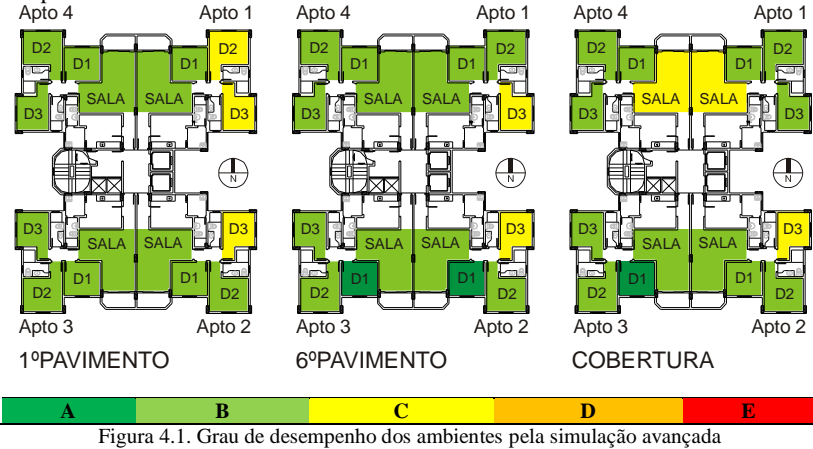 Apto 4 Apto 1 Apto 4 Apto 1 Apto 4 Apto 1
D2 D1 D1 D2 D2 D1 D1 D2 D2 D1 D1 D2
D3 SALA SALA D3 D3 SALA SALA D3 D3 SALA SALA D3
N N N
D3 SALA SALA D3 D3 SALA SALA D3 D3 SALA SALA D3
D2 D1 D1 D2 D2 D1 D1 D2 D2 D1 D1 D2
Apto 3 Apto 2 Apto 3 Apto 2 Apto 3 Apto 2
1ºPAVIMENTO 6ºPAVIMENTO COBERTURA
A B C D E
Figura 4.1. Grau de desempenho dos ambientes pela simulação avançada